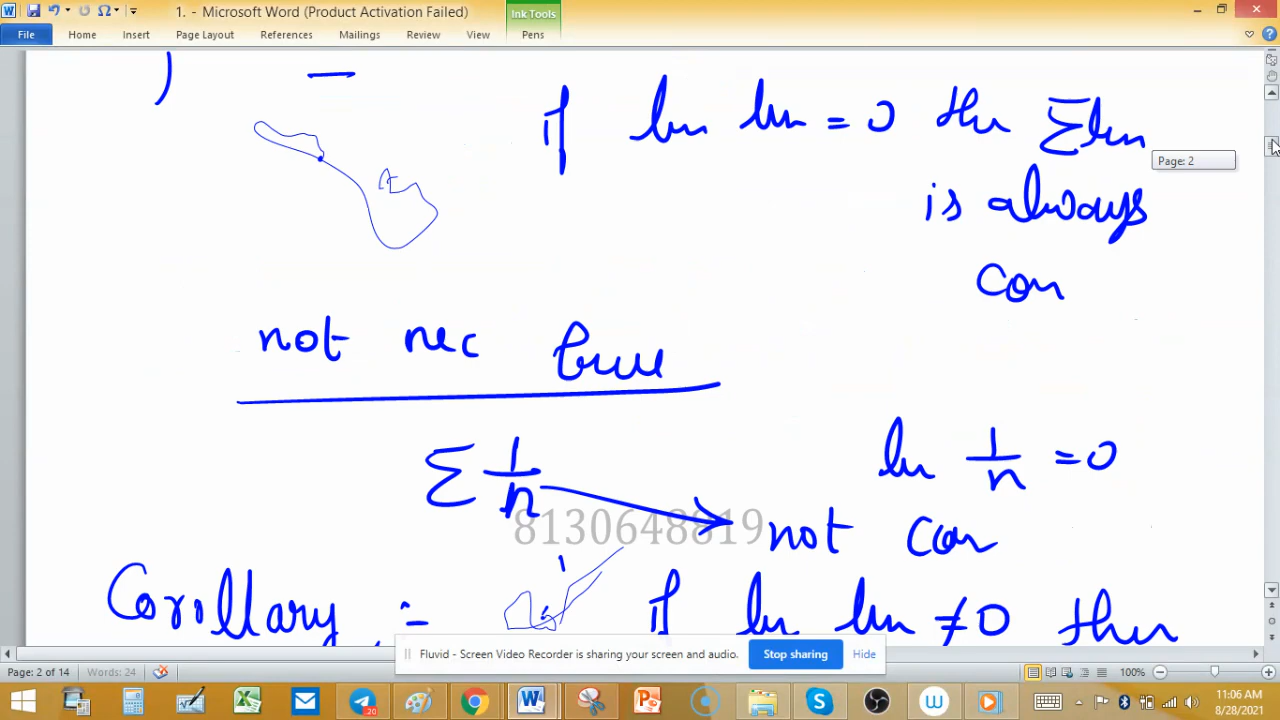 1. - Microsoft Word (Product Activation Failed)
Ink Tools
File Home Insert Page Layout References Mailings Review View Pens
) — if lim un = 0 the Σun
Page: 2
is always
con
not nec true
Σ 1/n lim 1/n = 0
8130648819
not con
Corollary :- if lim un ≠ 0 then
Fluvid - Screen Video Recorder is sharing your screen and audio. Stop sharing Hide
Page: 2 of 14 Words: 24 100%
20
11:06 AM
8/28/2021